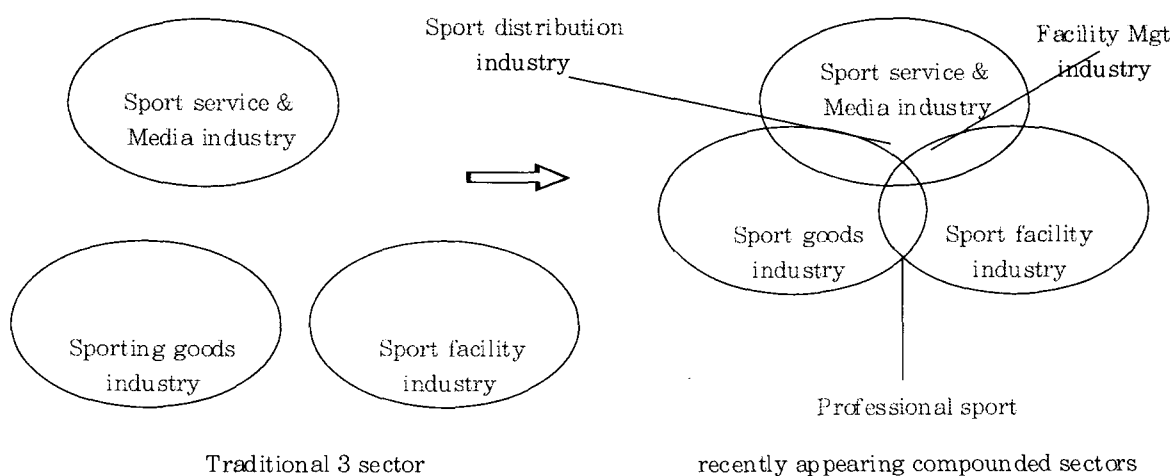 Sport service &
Media industry
Sporting goods
industry
Sport facility
industry
Traditional 3 sector
Sport distribution
industry
Facility Mgt
industry
Sport service &
Media industry
Sport goods
industry
Sport facility
industry
Professional sport
recently appearing compounded sectors